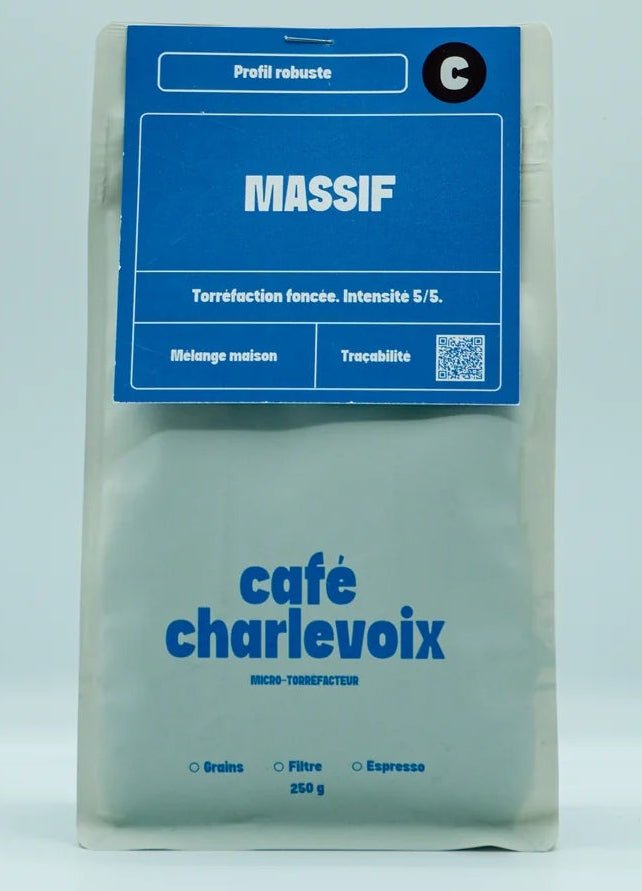 Profil robuste
C
MASSIF
Torréfaction foncée. Intensité 5/5.
Mélange maison
Traçabilité
café
charlevoix
MICRO-TORRÉFACTEUR
Grains Filtre Espresso
250 g